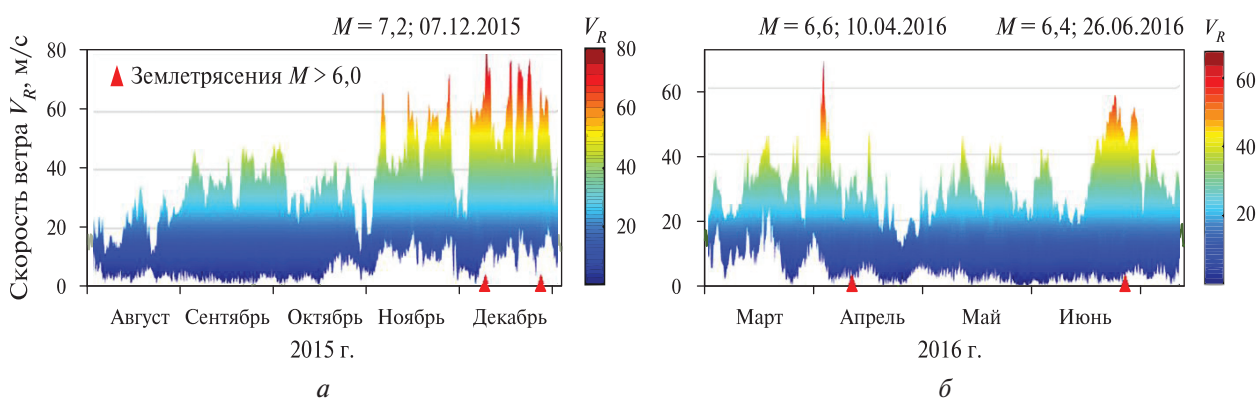 M = 7,2; 07.12.2015
V_R
Скорость ветра V_R, м/с
80
60
40
20
0
Землетрясения M > 6,0
80
60
40
20
Август Сентябрь Октябрь Ноябрь Декабрь
2015 г.
а
M = 6,6; 10.04.2016 M = 6,4; 26.06.2016
V_R
60
40
20
0
60
40
20
Март Апрель Май Июнь
2016 г.
б